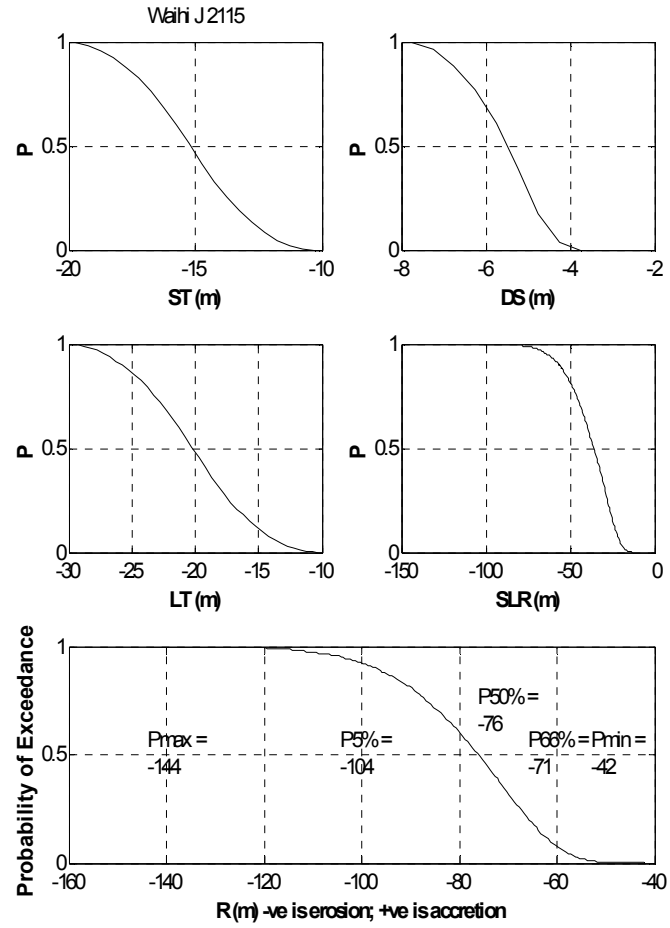 Waihi J 2115
1
0.5
0
P
-20 -15 -10
ST (m)
1
0.5
0
P
-8 -6 -4 -2
DS (m)
1
0.5
0
P
-30 -25 -20 -15 -10
LT (m)
1
0.5
0
P
-150 -100 -50 0
SLR (m)
1
0.5
0
Probability of Exceedance
Pmax =
-144
P5% =
-104
P50% =
-76
P66% =
-71
Pmin =
-42
-160 -140 -120 -100 -80 -60 -40
R (m) -ve is erosion; +ve is accretion